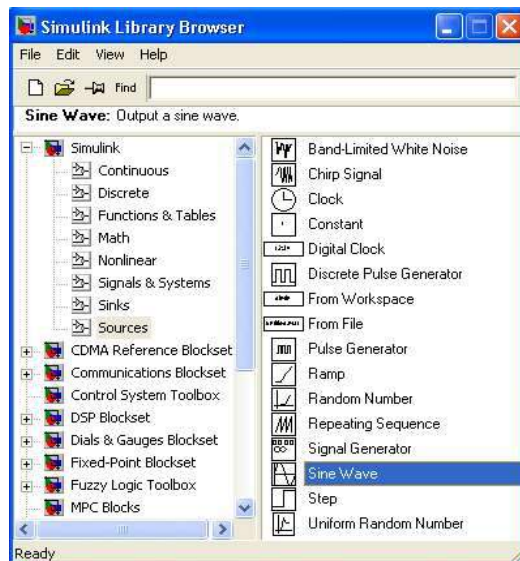 Simulink Library Browser
File Edit View Help
Find
Sine Wave: Output a sine wave.
Simulink
Continuous
Discrete
Functions & Tables
Math
Nonlinear
Signals & Systems
Sinks
Sources
CDMA Reference Blockset
Communications Blockset
Control System Toolbox
DSP Blockset
Dials & Gauges Blockset
Fixed-Point Blockset
Fuzzy Logic Toolbox
MPC Blocks
Band-Limited White Noise
Chirp Signal
Clock
Constant
Digital Clock
Discrete Pulse Generator
From Workspace
From File
Pulse Generator
Ramp
Random Number
Repeating Sequence
Signal Generator
Sine Wave
Step
Uniform Random Number
Ready